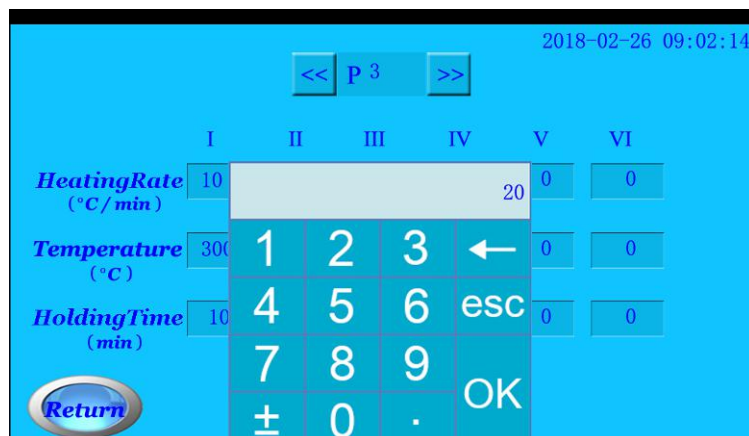 2018-02-26 09:02:14
<< P 3 >>
I II III IV V VI
HeatingRate 10 0 0
(°C/min)
20
Temperature 300 0 0
(°C)
HoldingTime 10 0 0
(min)
1 2 3 ←
4 5 6 esc
7 8 9
OK
± 0 .
Return